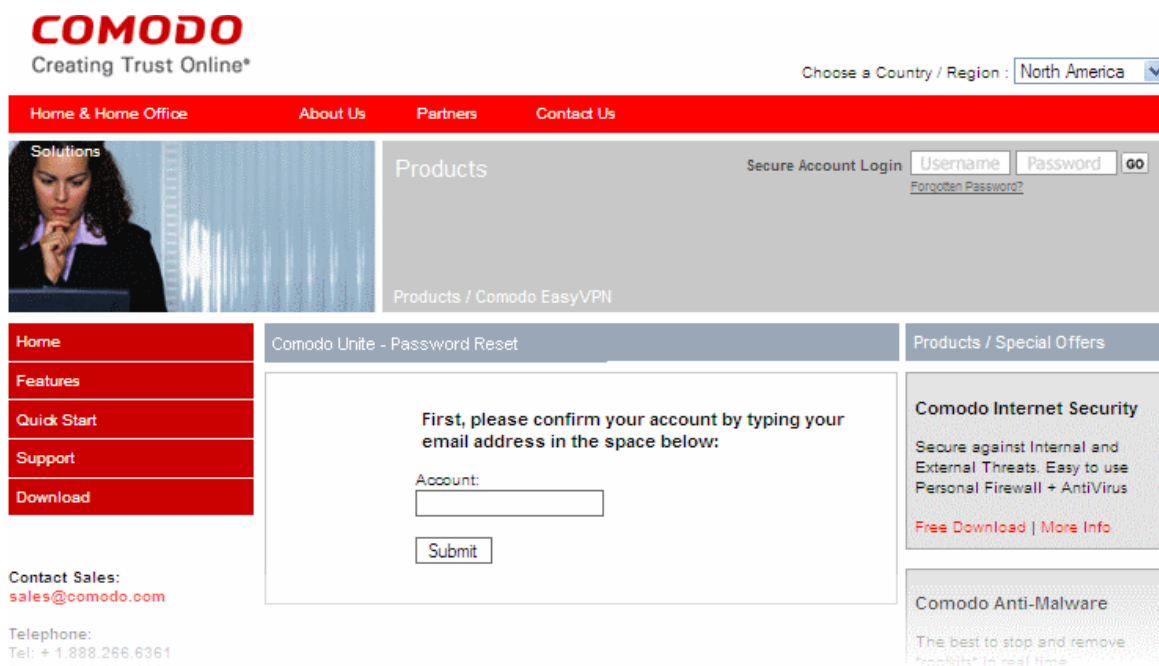 COMODO
Creating Trust Online*
Choose a Country / Region : North America
Home & Home Office About Us Partners Contact Us
Solutions
Products
Secure Account Login Username Password GO
Forgotten Password?
Products / Comodo EasyVPN
Home
Features
Quick Start
Support
Download
Contact Sales:
sales@comodo.com
Telephone:
Tel: + 1.888.266.6361
Comodo Unite - Password Reset
First, please confirm your account by typing your
email address in the space below:
Account:
Submit
Products / Special Offers
Comodo Internet Security
Secure against Internal and
External Threats. Easy to use
Personal Firewall + AntiVirus
Free Download | More Info
Comodo Anti-Malware
The best to stop and remove
"rootkits" in real time